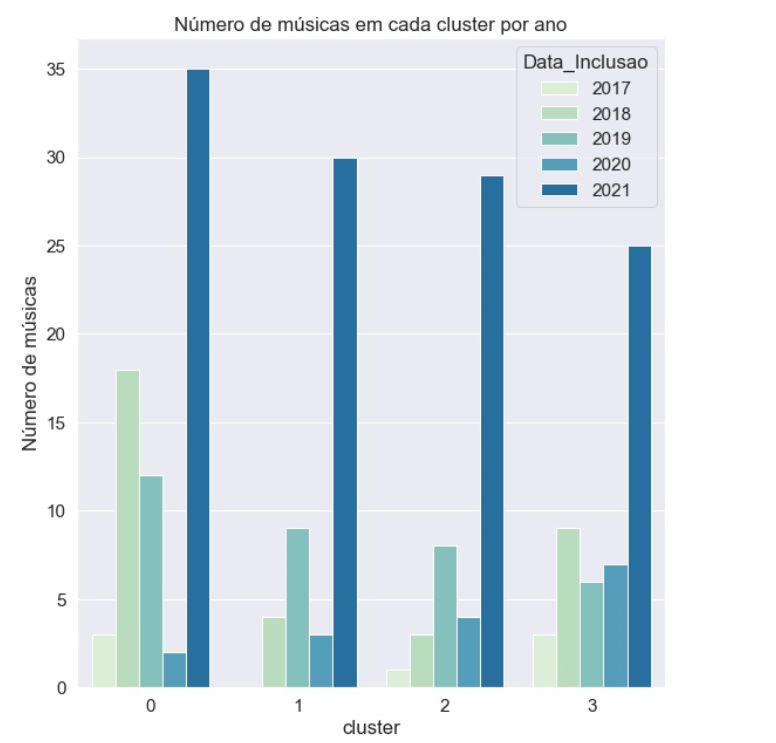 Número de músicas em cada cluster por ano
Data_Inclusao
2017
2018
2019
2020
2021
Número de músicas
35
30
25
20
15
10
5
0
0 1 2 3
cluster